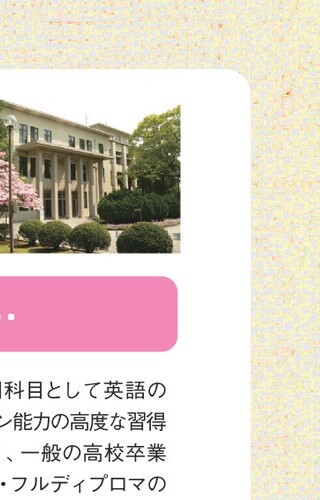 科目として英語の
ン能力の高度な習得
、一般の高校卒業
・フルディプロマの